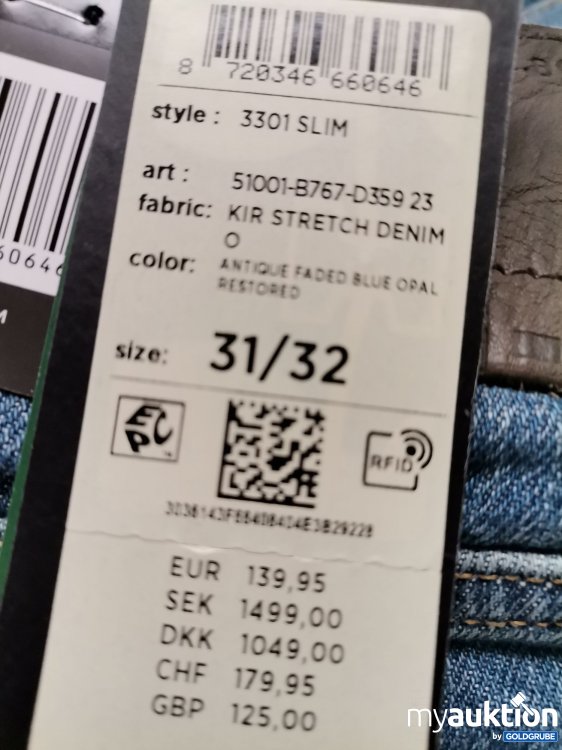 8 720346 660646
style : 3301 SLIM
art : 51001-B767-D359 23
fabric: KIR STRETCH DENIM
O
color: ANTIQUE FADED BLUE OPAL
RESTORED
size: 31/32
EPC
RFID
EUR 139,95
SEK 1499,00
DKK 1049,00
CHF 179,95
GBP 125,00
myauktion
by GOLDGRUBE